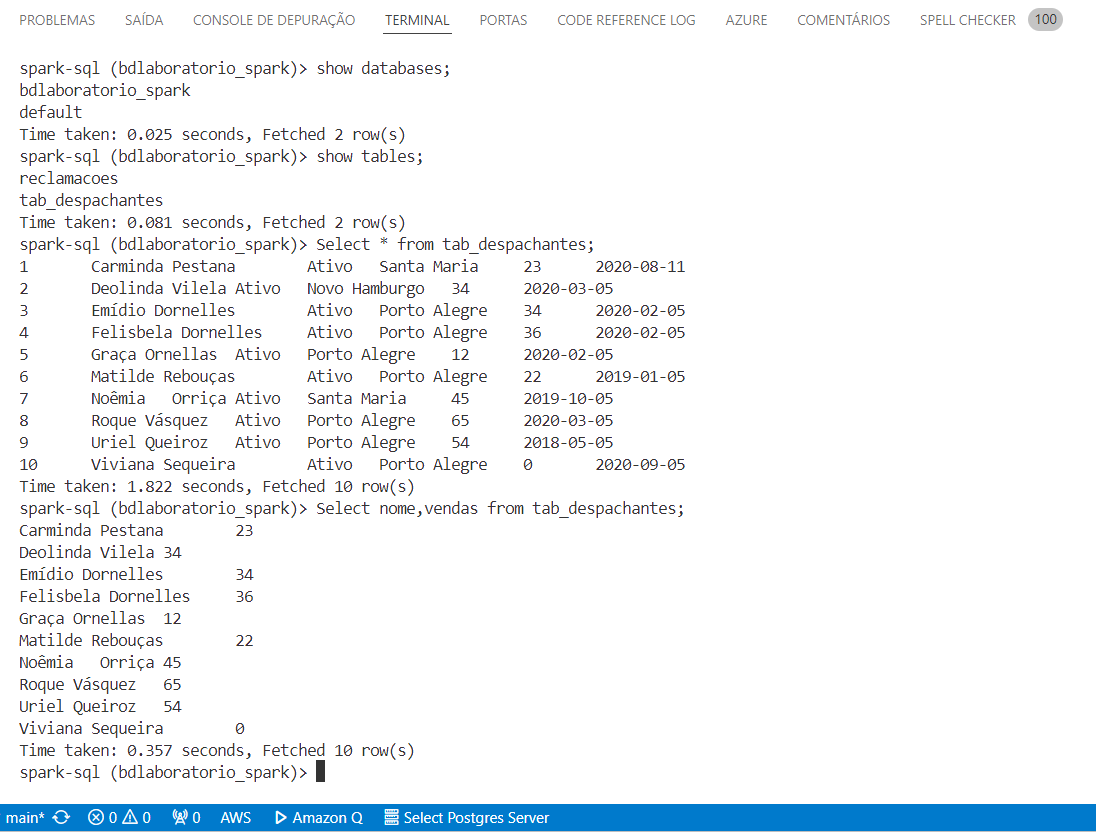 PROBLEMAS SAÍDA CONSOLE DE DEPURAÇÃO TERMINAL PORTAS CODE REFERENCE LOG AZURE COMENTÁRIOS SPELL CHECKER 100
spark-sql (bdlaboratorio_spark)> show databases;
bdlaboratorio_spark
default
Time taken: 0.025 seconds, Fetched 2 row(s)
spark-sql (bdlaboratorio_spark)> show tables;
reclamacoes
tab_despachantes
Time taken: 0.081 seconds, Fetched 2 row(s)
spark-sql (bdlaboratorio_spark)> Select * from tab_despachantes;
1 Carminda Pestana Ativo Santa Maria 23 2020-08-11
2 Deolinda Vilela Ativo Novo Hamburgo 34 2020-03-05
3 Emídio Dornelles Ativo Porto Alegre 34 2020-02-05
4 Felisbela Dornelles Ativo Porto Alegre 36 2020-02-05
5 Graça Ornellas Ativo Porto Alegre 12 2020-02-05
6 Matilde Rebouças Ativo Porto Alegre 22 2019-01-05
7 Noêmia Orriça Ativo Santa Maria 45 2019-10-05
8 Roque Vásquez Ativo Porto Alegre 65 2020-03-05
9 Uriel Queiroz Ativo Porto Alegre 54 2018-05-05
10 Viviana Sequeira Ativo Porto Alegre 0 2020-09-05
Time taken: 1.822 seconds, Fetched 10 row(s)
spark-sql (bdlaboratorio_spark)> Select nome,vendas from tab_despachantes;
Carminda Pestana 23
Deolinda Vilela 34
Emídio Dornelles 34
Felisbela Dornelles 36
Graça Ornellas 12
Matilde Rebouças 22
Noêmia Orriça 45
Roque Vásquez 65
Uriel Queiroz 54
Viviana Sequeira 0
Time taken: 0.357 seconds, Fetched 10 row(s)
spark-sql (bdlaboratorio_spark)>
main* 0 0 0 AWS Amazon Q Select Postgres Server